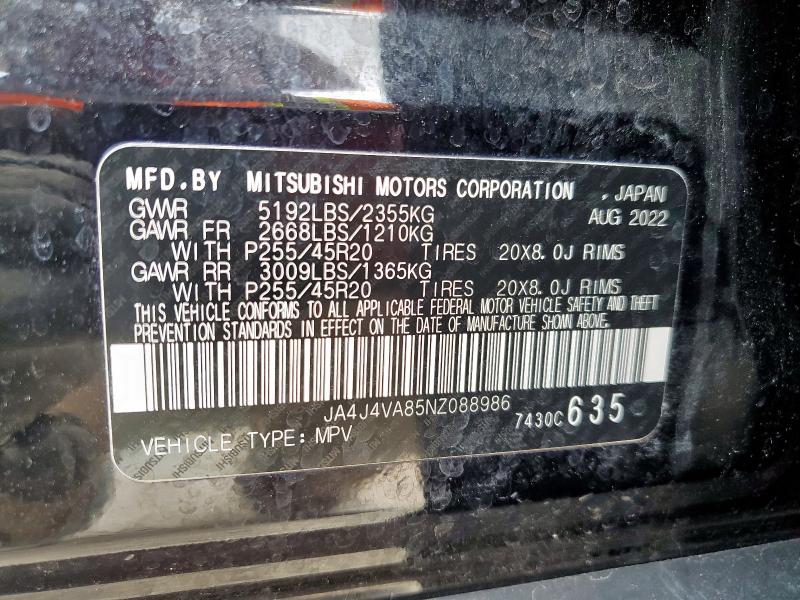 MFD.BY MITSUBISHI MOTORS CORPORATION . JAPAN
GVWR 5192LBS/2355KG AUG 2022
GAWR FR 2668LBS/1210KG
WITH P255/45R20 TIRES 20X8.0J RIMS
GAWR RR 3009LBS/1365KG
WITH P255/45R20 TIRES 20X8.0J RIMS
THIS VEHICLE CONFORMS TO ALL APPLICABLE FEDERAL MOTOR VEHICLE SAFETY AND THEFT
PREVENTION STANDARDS IN EFFECT ON THE DATE OF MANUFACTURE SHOWN ABOVE.
JA4J4VA85NZ088986
7430C635
VEHICLE TYPE: MPV